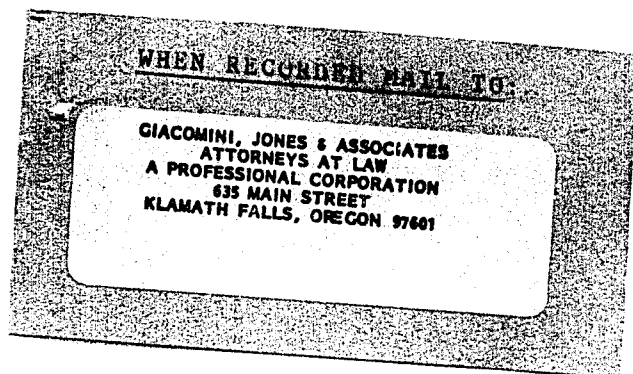 WHEN RECORDED MAIL TO:
GIACOMINI, JONES & ASSOCIATES
ATTORNEYS AT LAW
A PROFESSIONAL CORPORATION
635 MAIN STREET
KLAMATH FALLS, OREGON 97601